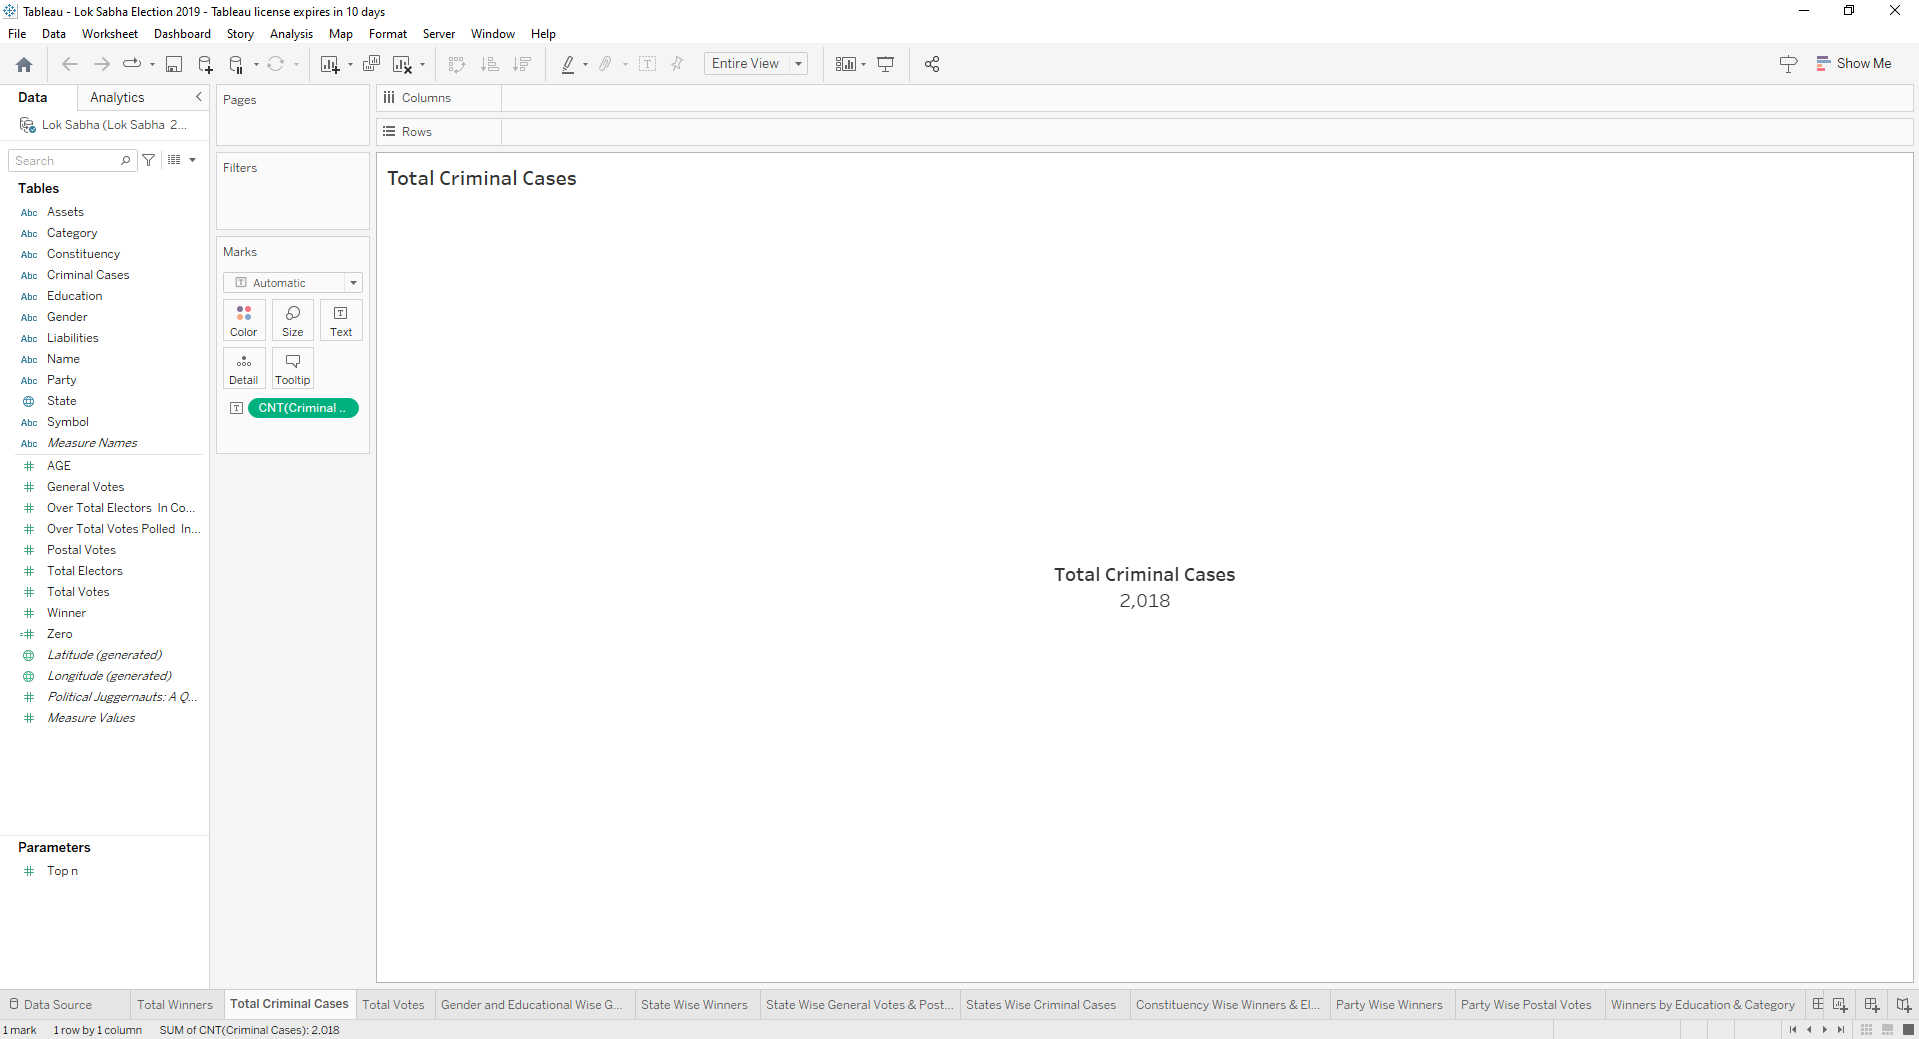 Tableau - Lok Sabha Election 2019 - Tableau license expires in 10 days
File Data Worksheet Dashboard Story Analysis Map Format Server Window Help
Entire View
Show Me
Data Analytics
Lok Sabha (Lok Sabha 2...
Search
Tables
Abc Assets
Abc Category
Abc Constituency
Abc Criminal Cases
Abc Education
Abc Gender
Abc Liabilities
Abc Name
Abc Party
State
Abc Symbol
Abc Measure Names
# AGE
# General Votes
# Over Total Electors In Co...
# Over Total Votes Polled In...
# Postal Votes
# Total Electors
# Total Votes
# Winner
=# Zero
Latitude (generated)
Longitude (generated)
# Political Juggernauts: A Q...
# Measure Values
Parameters
# Top n
Pages
Filters
Marks
T Automatic
Color Size Text
Detail Tooltip
T CNT(Criminal ..
Columns
Rows
Total Criminal Cases
Total Criminal Cases
2,018
Data Source Total Winners Total Criminal Cases Total Votes Gender and Educational Wise G... State Wise Winners State Wise General Votes & Post... States Wise Criminal Cases Constituency Wise Winners & El... Party Wise Winners Party Wise Postal Votes Winners by Education & Category
1 mark 1 row by 1 column SUM of CNT(Criminal Cases): 2,018